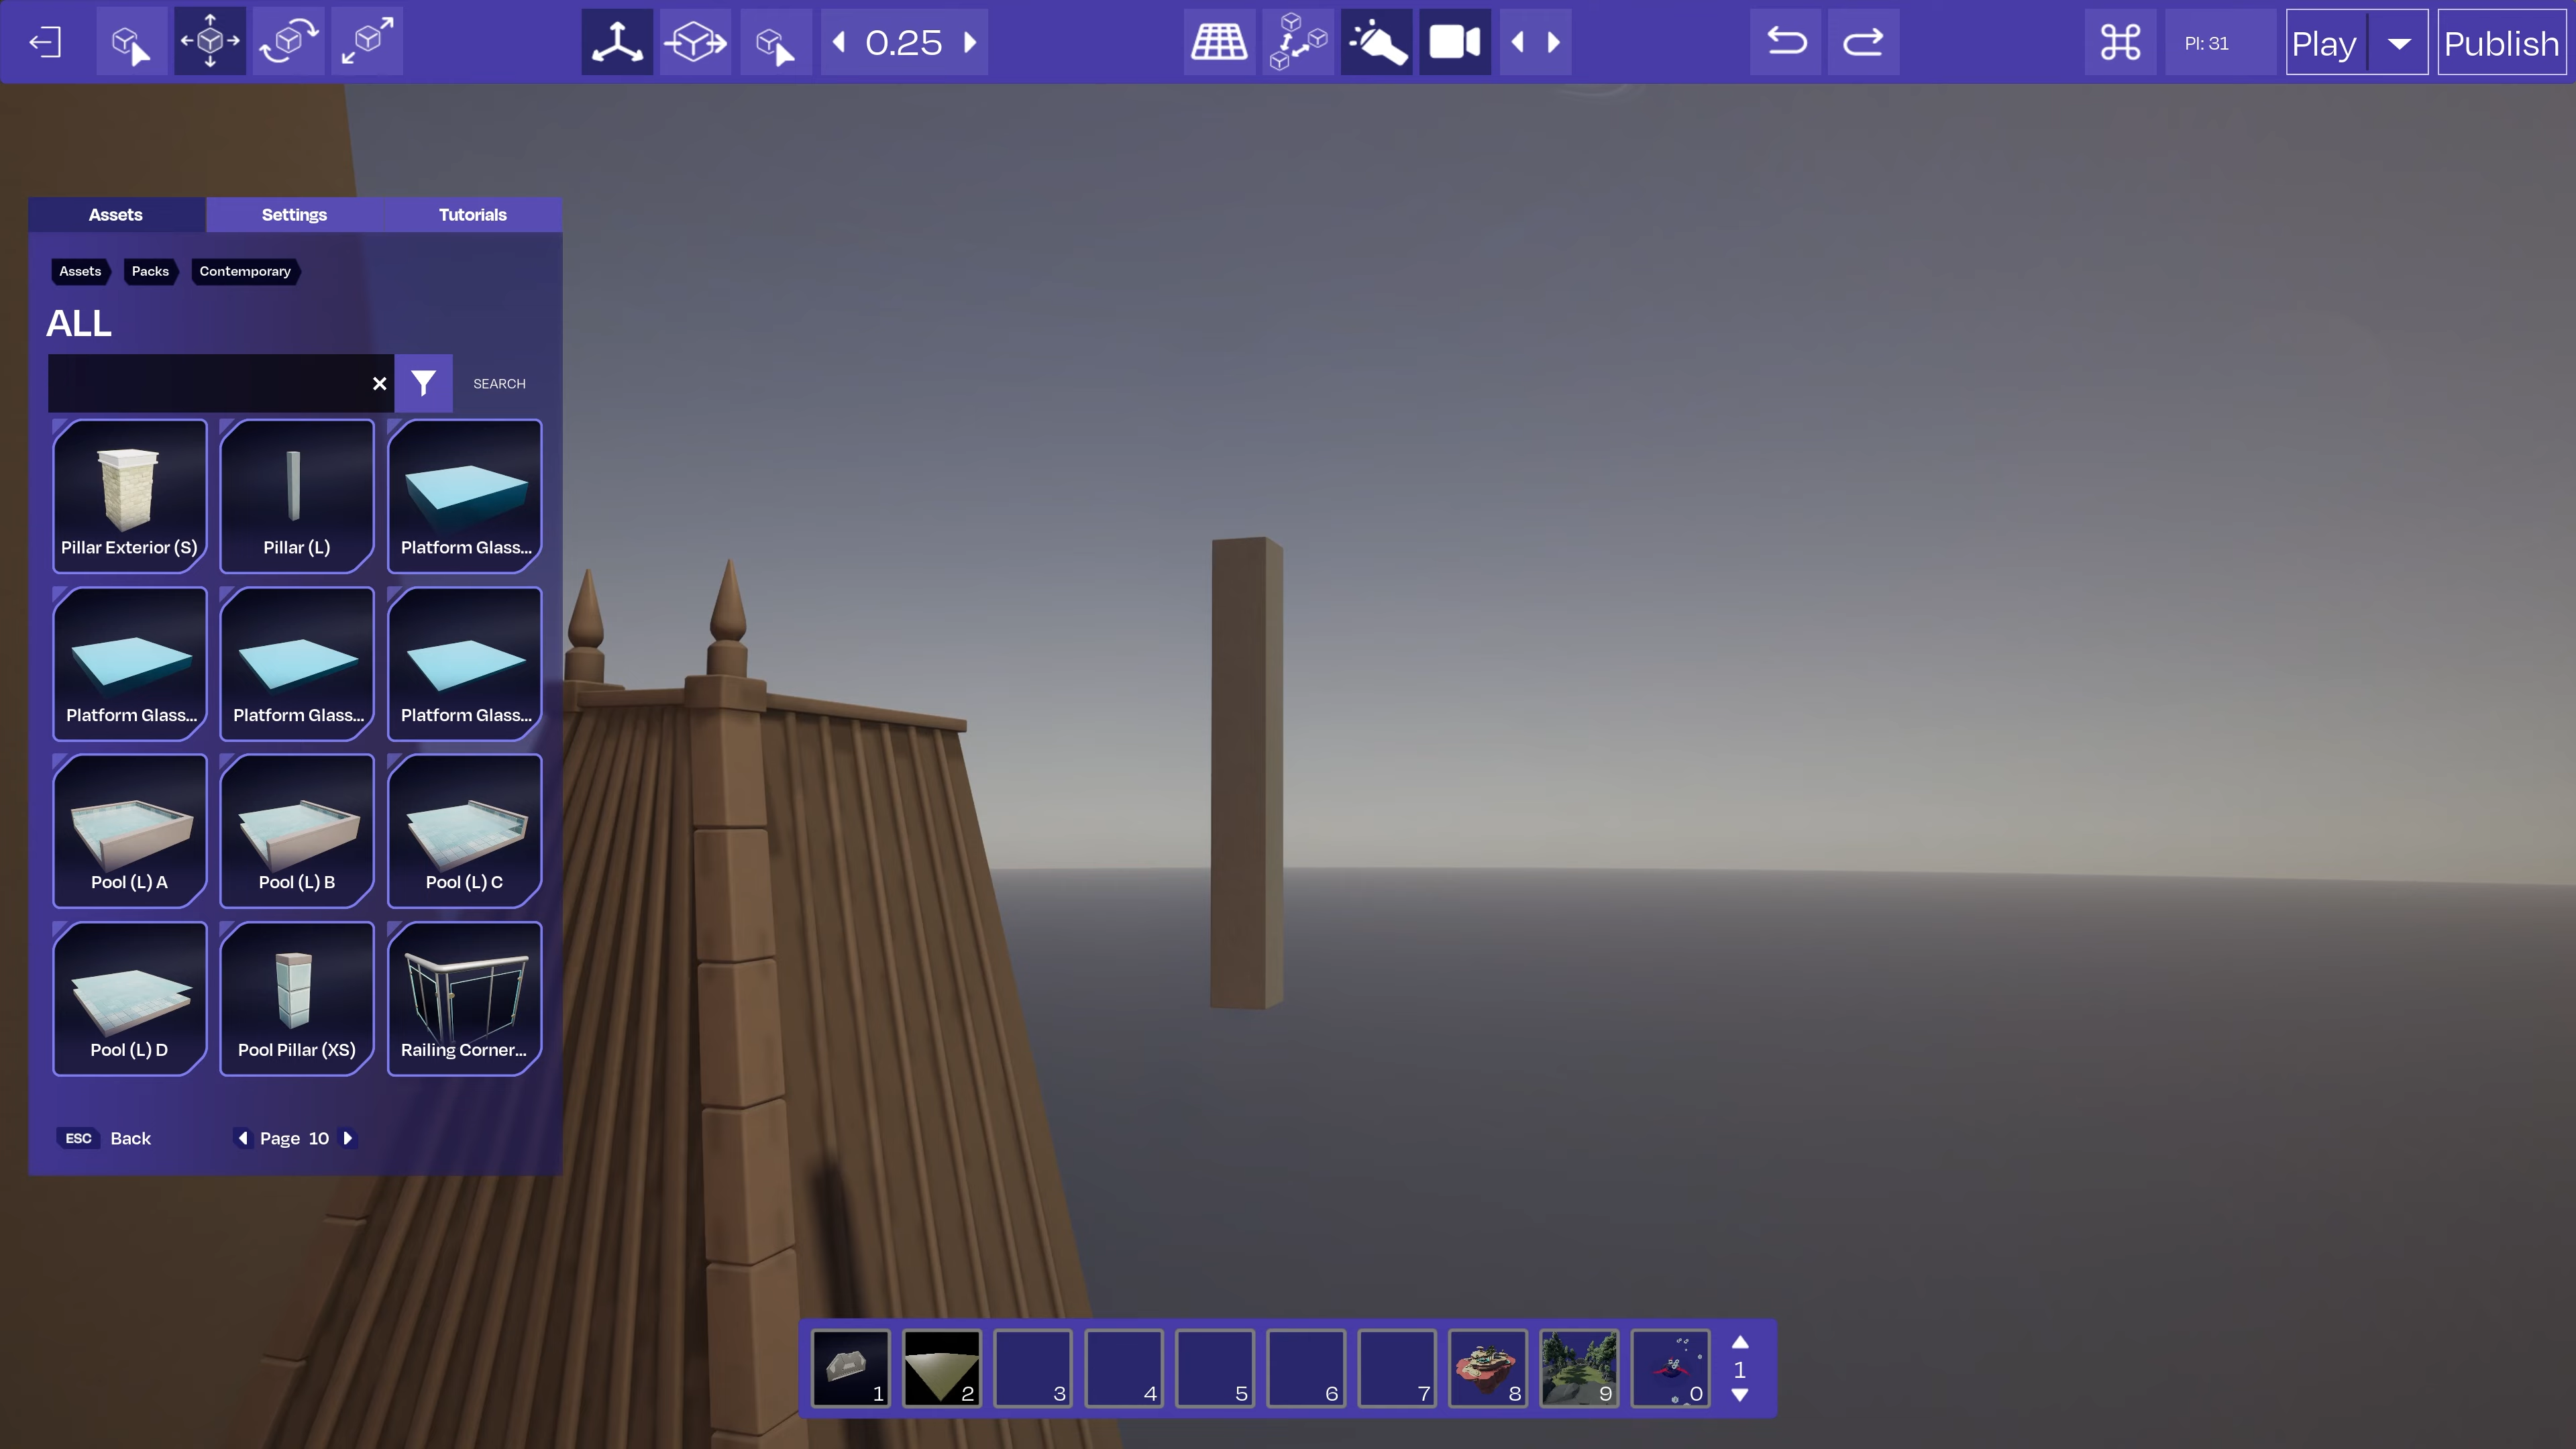 0.25
Pl: 31
Play
Publish
Assets
Settings
Tutorials
Assets
Packs
Contemporary
ALL
SEARCH
Pillar Exterior (S)
Pillar (L)
Platform Glass...
Platform Glass...
Platform Glass...
Platform Glass...
Pool (L) A
Pool (L) B
Pool (L) C
Pool (L) D
Pool Pillar (XS)
Railing Corner...
ESC Back
Page 10
1
2
3
4
5
6
7
8
9
0
1